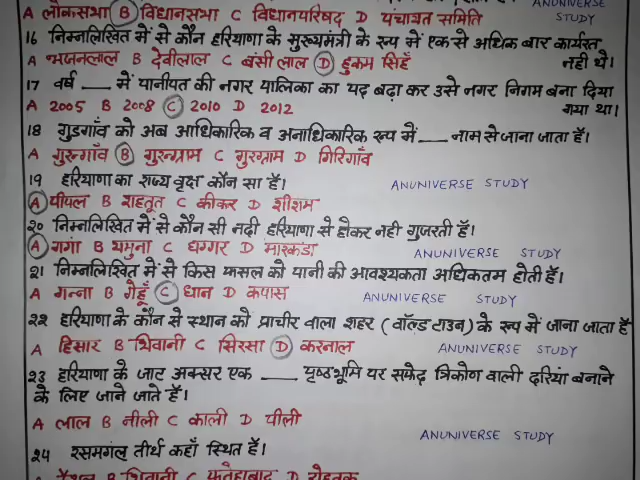 ANUNIVERSE
A लोकसभा B विधानसभा C विधानपरिषद D पंचायत समिति STUDY
16 निम्नलिखित में से कौन हरियाणा के मुख्यमंत्री के रूप में एक से अधिक बार कार्यरत
A भजनलाल B देवीलाल C बंसीलाल D हुकम सिंह नही थे।
17 वर्ष ___ में पानीपत की नगर पालिका का पद बढ़ा कर उसे नगर निगम बना दिया
A 2005 B 2008 C 2010 D 2012 गया था।
18 गुडगाँव को अब आधिकारिक व अनाधिकारिक रूप में ___ नाम से जाना जाता है।
A गुरुगाँव B गुरुग्राम C गुरग्राम D गिरिगाँव
19 हरियाणा का राज्य वृक्ष कौन सा है। ANUNIVERSE STUDY
A पीपल B शहतूत C कीकर D शीशम
20 निम्नलिखित में से कौन सी नदी हरियाणा से होकर नही गुजरती है।
A गंगा B यमुना C घग्गर D मारकंडा ANUNIVERSE STUDY
21 निम्नलिखित में से किस फसल को पानी की आवश्यकता अधिकतम होती है।
A गन्ना B गेहूँ C धान D कपास ANUNIVERSE STUDY
22 हरियाणा के कौन से स्थान को प्राचीर वाला शहर (वॉल्ड टाउन) के रूप में जाना जाता है
A हिसार B भिवानी C सिरसा D करनाल ANUNIVERSE STUDY
23 हरियाणा के जाट अक्सर एक ___ पृष्ठभूमि पर सफेद त्रिकोण वाली दरियां बनाने
के लिए जाने जाते है।
A लाल B नीली C काली D पीली
ANUNIVERSE STUDY
24 रसमगल तीर्थ कहाँ स्थित है।
B भिवानी C फतेहाबाद D रोहतक